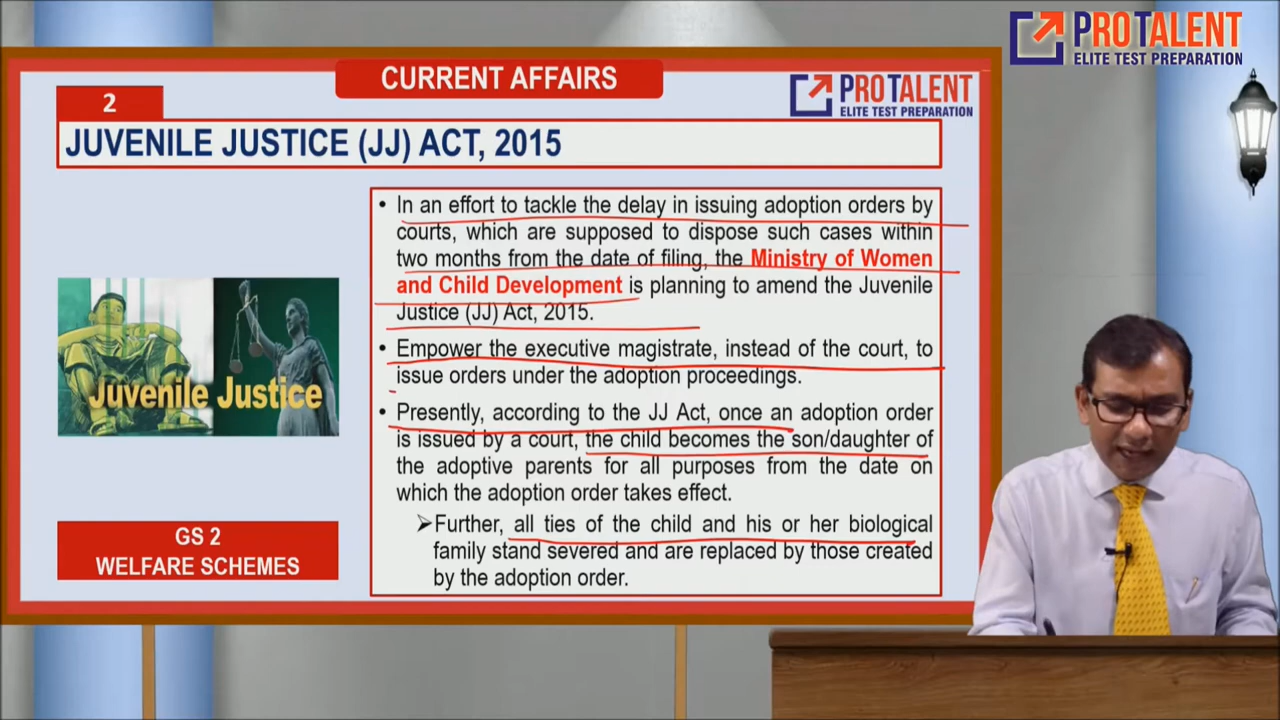 PROTALENT
ELITE TEST PREPARATION
CURRENT AFFAIRS
2
PROTALENT
ELITE TEST PREPARATION
JUVENILE JUSTICE (JJ) ACT, 2015
• In an effort to tackle the delay in issuing adoption orders by
courts, which are supposed to dispose such cases within
two months from the date of filing, the Ministry of Women
and Child Development is planning to amend the Juvenile
Justice (JJ) Act, 2015.
• Empower the executive magistrate, instead of the court, to
issue orders under the adoption proceedings.
• Presently, according to the JJ Act, once an adoption order
is issued by a court, the child becomes the son/daughter of
the adoptive parents for all purposes from the date on
which the adoption order takes effect.
➢Further, all ties of the child and his or her biological
family stand severed and are replaced by those created
by the adoption order.
Juvenile Justice
GS 2
WELFARE SCHEMES